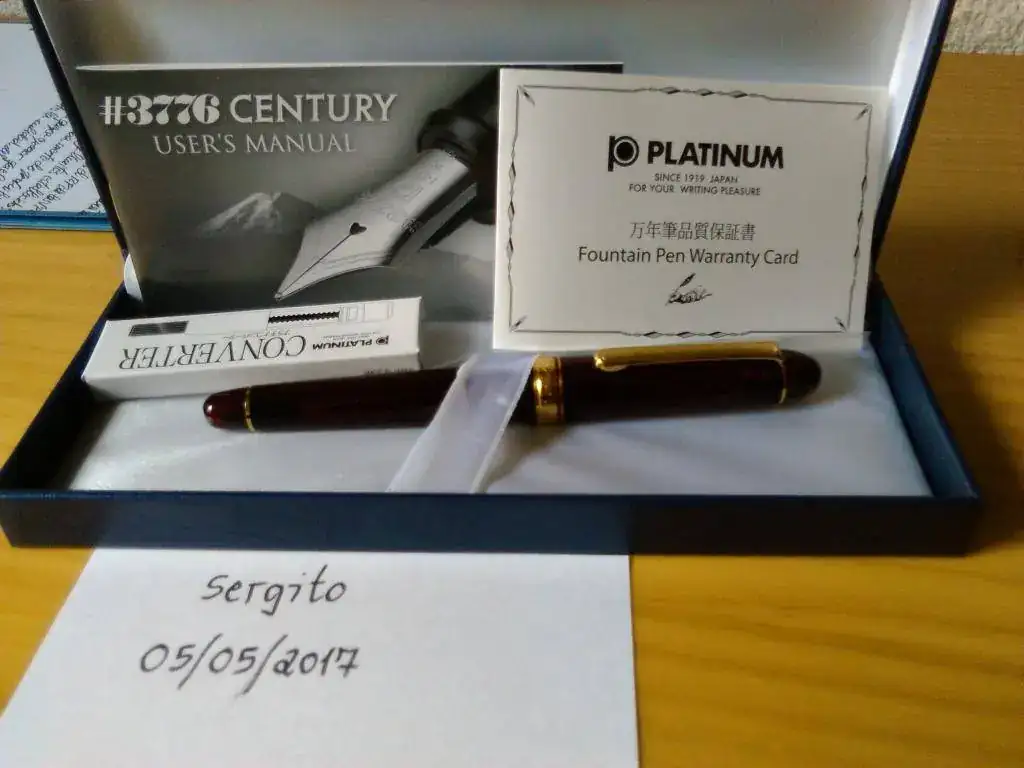 #3776 CENTURY
USER'S MANUAL
PLATINUM
SINCE 1919 JAPAN
FOR YOUR WRITING PLEASURE
万年筆品質保証書
Fountain Pen Warranty Card
PLATINUM
CONVERTER
sergito
05/05/2017